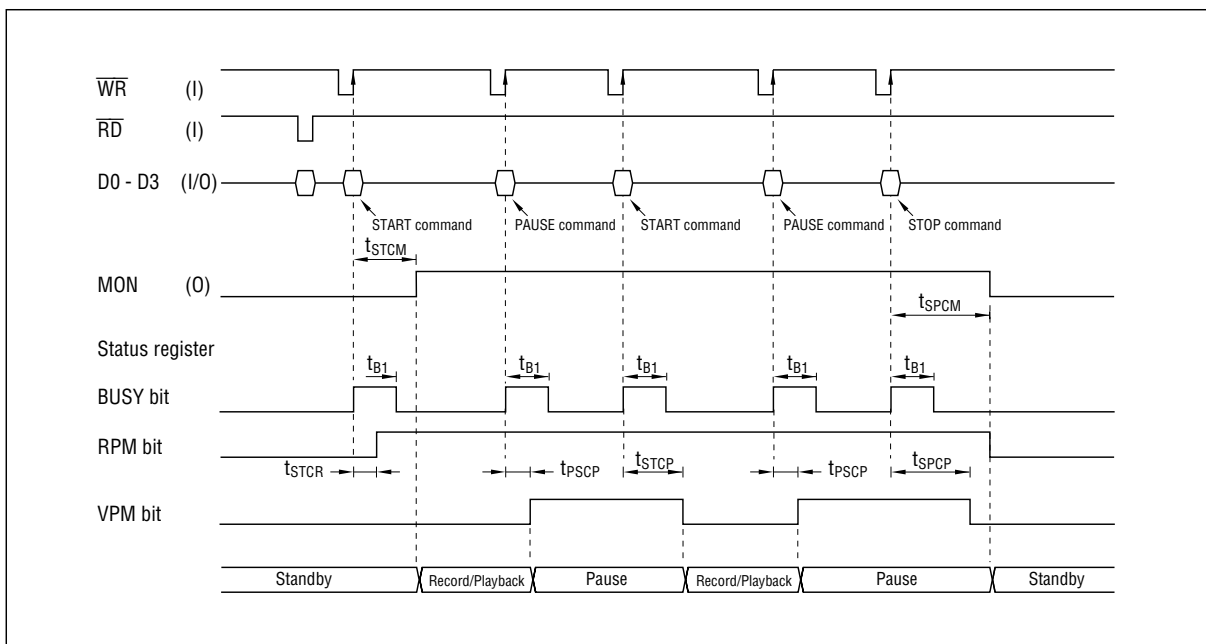 WR (I)
RD (I)
D0 - D3 (I/O)
START command PAUSE command START command PAUSE command STOP command
tSTCM
MON (O)
tSPCM
Status register
tB1 tB1 tB1 tB1 tB1
BUSY bit
RPM bit
tSTCR tPSCP tSTCP tPSCP tSPCP
VPM bit
Standby Record/Playback Pause Record/Playback Pause Standby